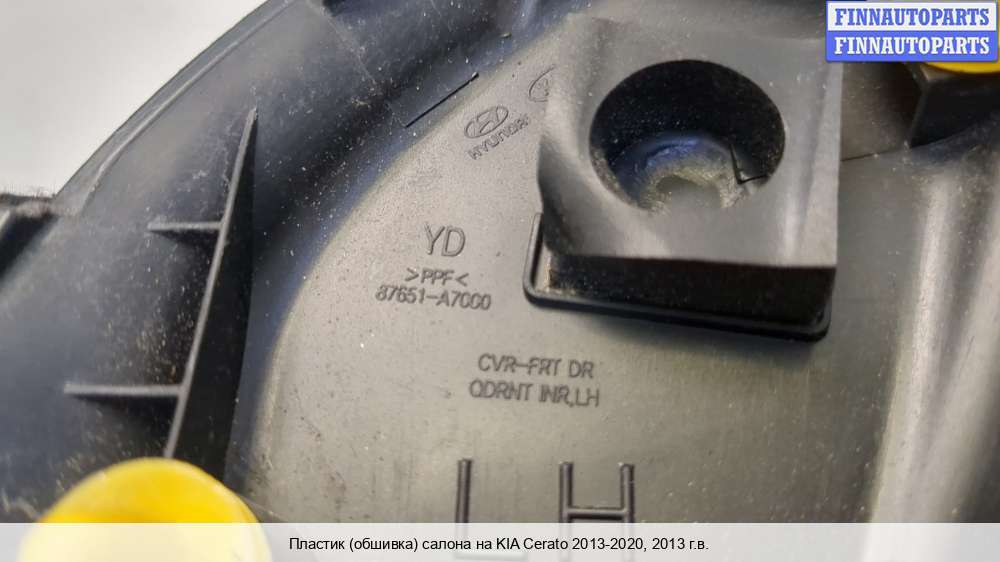 FINNAUTOPARTS
FINNAUTOPARTS
HYUNDAI
YD
>PPF<
87651-A7000
CVR-FRT DR
QDRNT INR,LH
LH
Пластик (обшивка) салона на KIA Cerato 2013-2020, 2013 г.в.